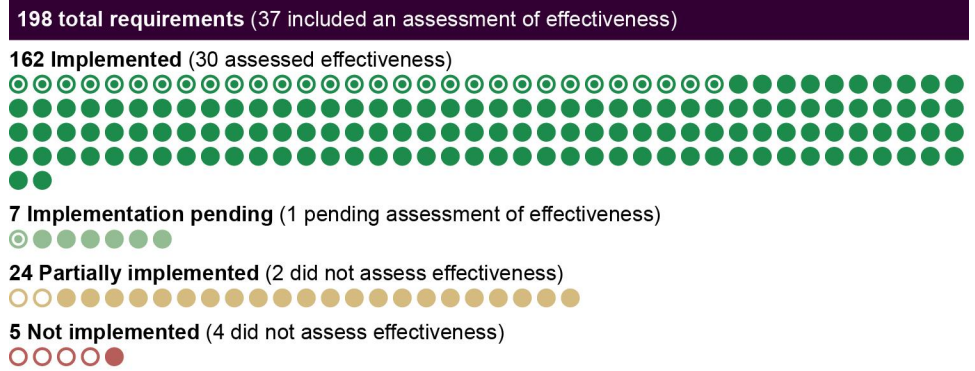 198 total requirements (37 included an assessment of effectiveness)
162 Implemented (30 assessed effectiveness)
7 Implementation pending (1 pending assessment of effectiveness)
24 Partially implemented (2 did not assess effectiveness)
5 Not implemented (4 did not assess effectiveness)